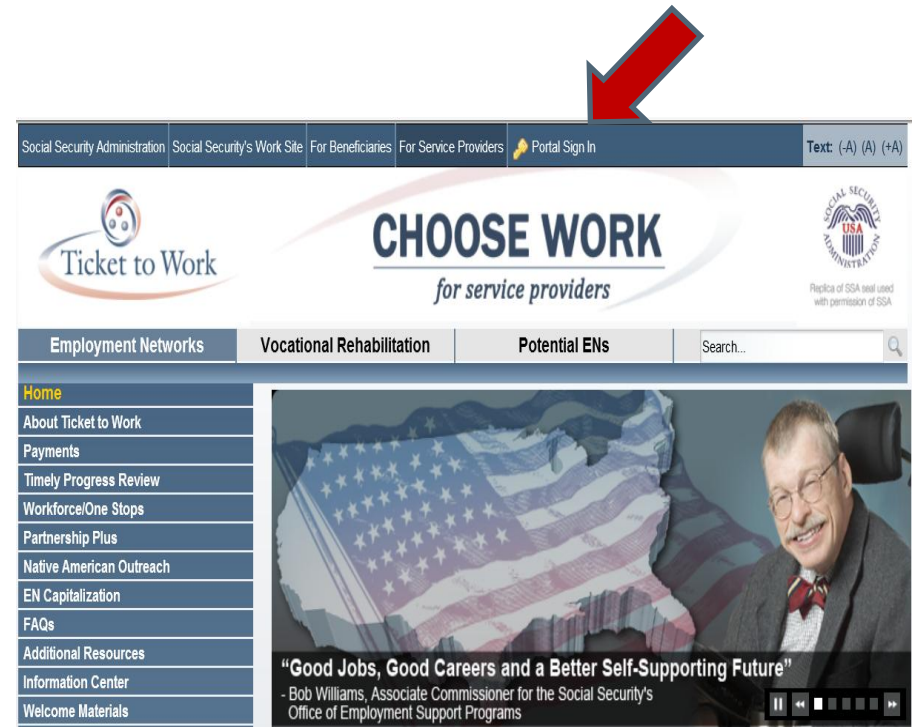 Social Security Administration Social Security's Work Site For Beneficiaries For Service Providers Portal Sign In Text: (-A) (A) (+A)
Ticket to Work
CHOOSE WORK
for service providers
SOCIAL SECURITY ADMINISTRATION
USA
Replica of SSA seal used
with permission of SSA
Employment Networks Vocational Rehabilitation Potential ENs Search...
Home
About Ticket to Work
Payments
Timely Progress Review
Workforce/One Stops
Partnership Plus
Native American Outreach
EN Capitalization
FAQs
Additional Resources
Information Center
Welcome Materials
“Good Jobs, Good Careers and a Better Self-Supporting Future”
- Bob Williams, Associate Commissioner for the Social Security's
Office of Employment Support Programs